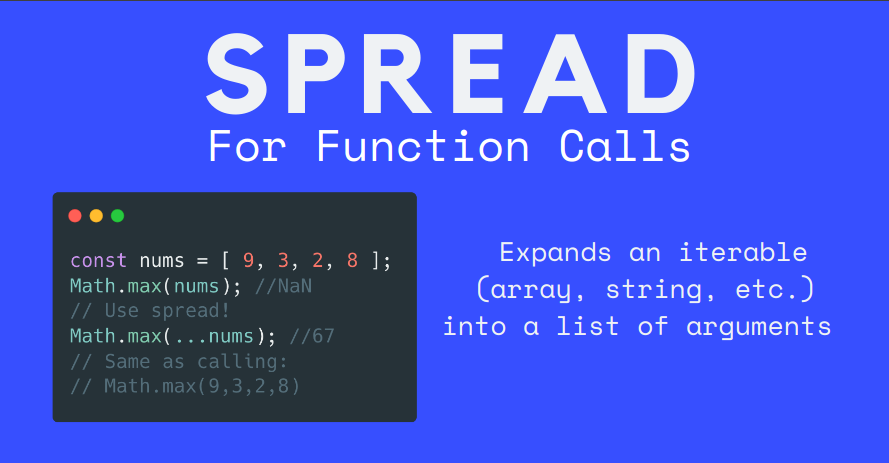 SPREAD
For Function Calls
const nums = [ 9, 3, 2, 8 ];
Math.max(nums); //NaN
// Use spread!
Math.max(...nums); //67
// Same as calling:
// Math.max(9,3,2,8)
Expands an iterable
(array, string, etc.)
into a list of arguments